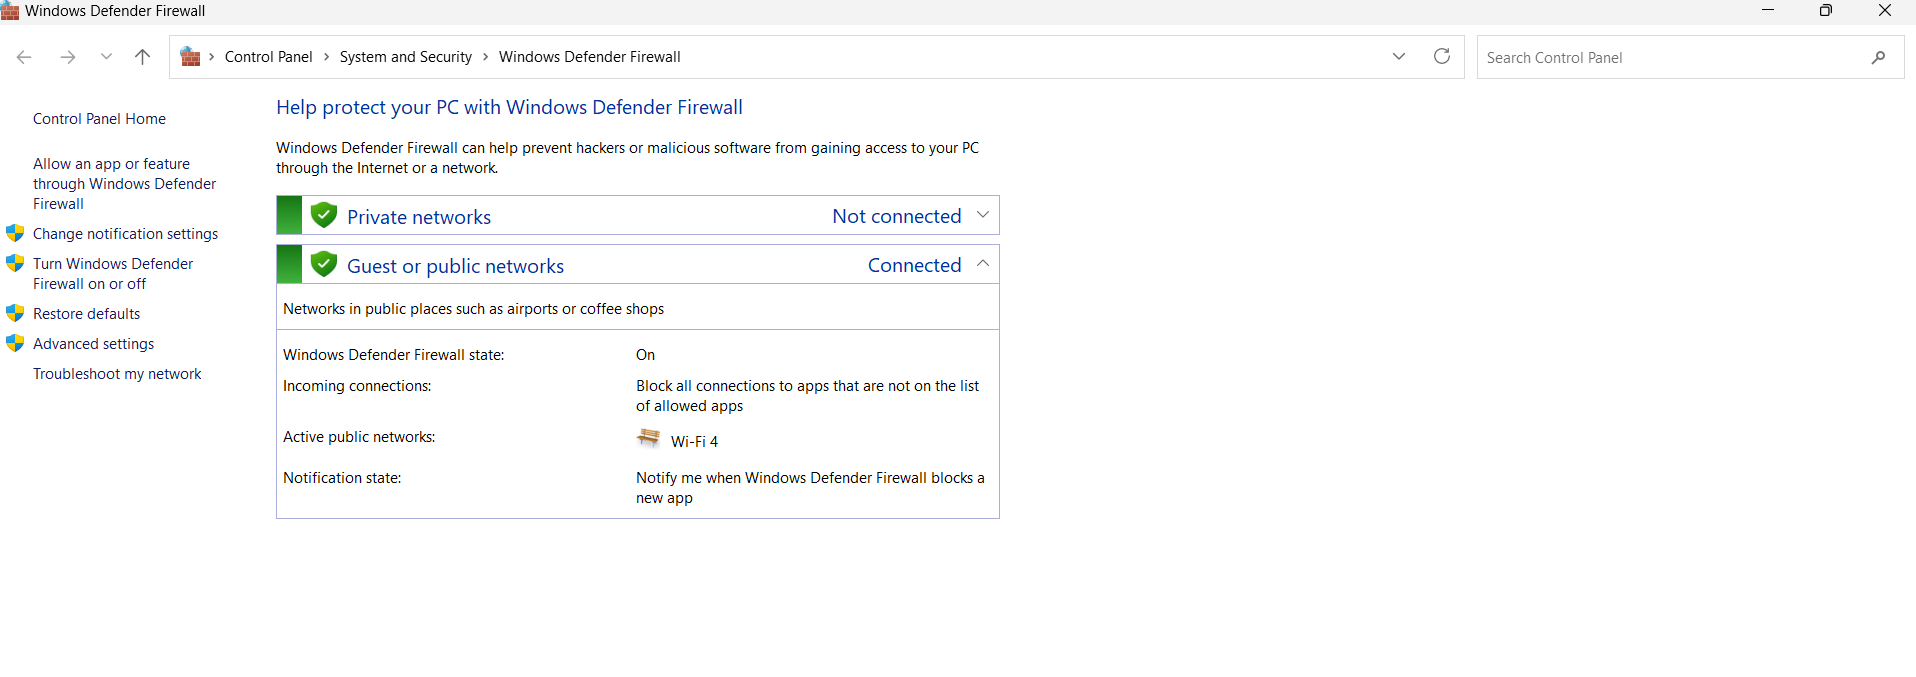 Windows Defender Firewall
Control Panel › System and Security › Windows Defender Firewall
Search Control Panel
Control Panel Home
Allow an app or feature
through Windows Defender
Firewall
Change notification settings
Turn Windows Defender
Firewall on or off
Restore defaults
Advanced settings
Troubleshoot my network
Help protect your PC with Windows Defender Firewall
Windows Defender Firewall can help prevent hackers or malicious software from gaining access to your PC
through the Internet or a network.
Private networks Not connected
Guest or public networks Connected
Networks in public places such as airports or coffee shops
Windows Defender Firewall state: On
Incoming connections: Block all connections to apps that are not on the list
of allowed apps
Active public networks: Wi-Fi 4
Notification state: Notify me when Windows Defender Firewall blocks a
new app